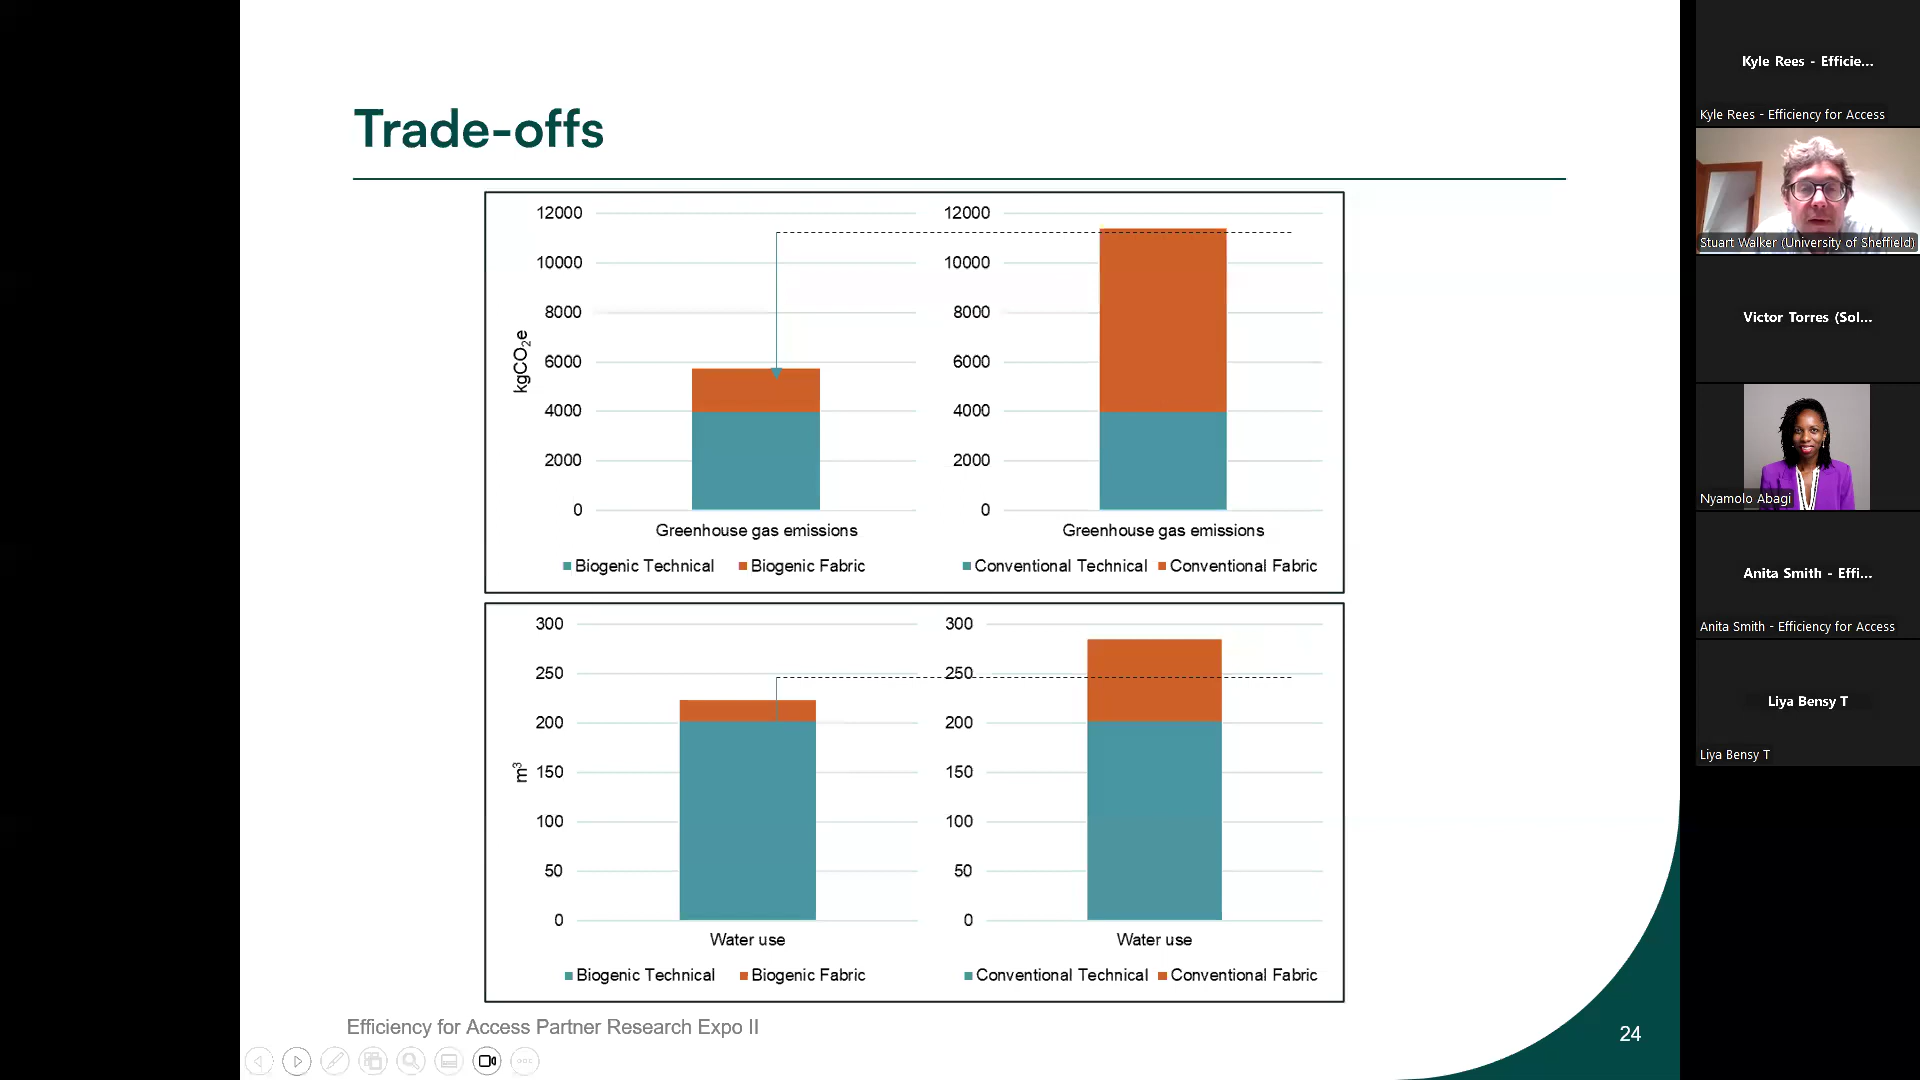 Trade-offs
12000
10000
8000
6000
4000
2000
0
kgCO2e
Greenhouse gas emissions
Biogenic Technical
Biogenic Fabric
12000
10000
8000
6000
4000
2000
0
Greenhouse gas emissions
Conventional Technical
Conventional Fabric
300
250
200
150
100
50
0
m³
Water use
Biogenic Technical
Biogenic Fabric
300
250
200
150
100
50
0
Water use
Conventional Technical
Conventional Fabric
Efficiency for Access Partner Research Expo II
24
Kyle Rees - Efficie...
Kyle Rees - Efficiency for Access
Stuart Walker (University of Sheffield)
Victor Torres (Sol...
Nyamolo Abagi
Anita Smith - Effi...
Anita Smith - Efficiency for Access
Liya Bensy T
Liya Bensy T